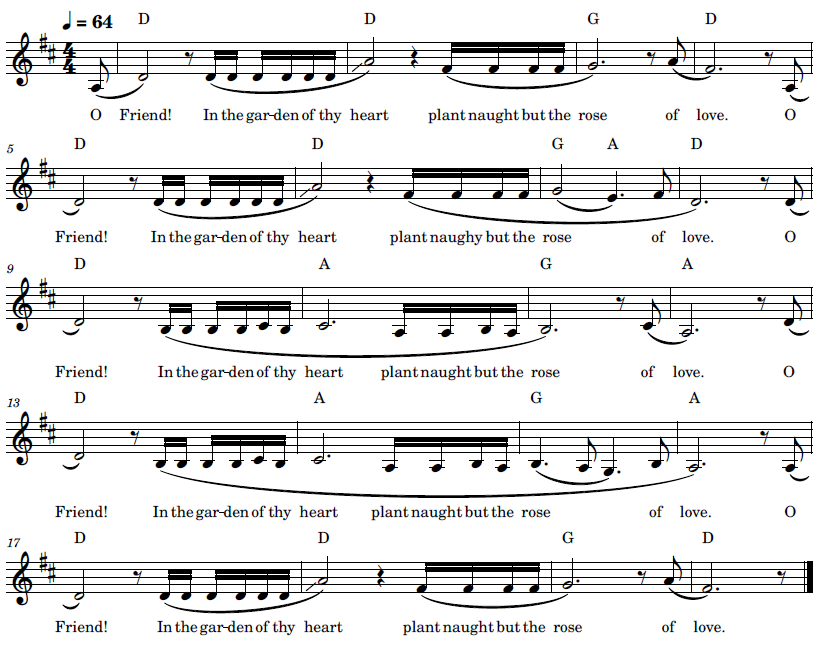 ♩ = 64 D D G D
4
4
O Friend! In the gar-den of thy heart plant naught but the rose of love. O
5 D D G A D
Friend! In the gar-den of thy heart plant naughy but the rose of love. O
9 D A G A
Friend! In the gar-den of thy heart plant naught but the rose of love. O
13 D A G A
Friend! In the gar-den of thy heart plant naught but the rose of love. O
17 D D G D
Friend! In the gar-den of thy heart plant naught but the rose of love.